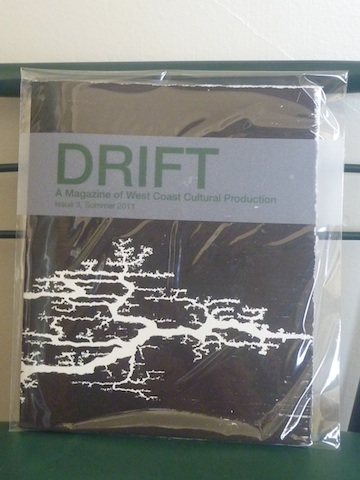 DRIFT
A Magazine of West Coast Cultural Production
Issue 3, Summer 2011